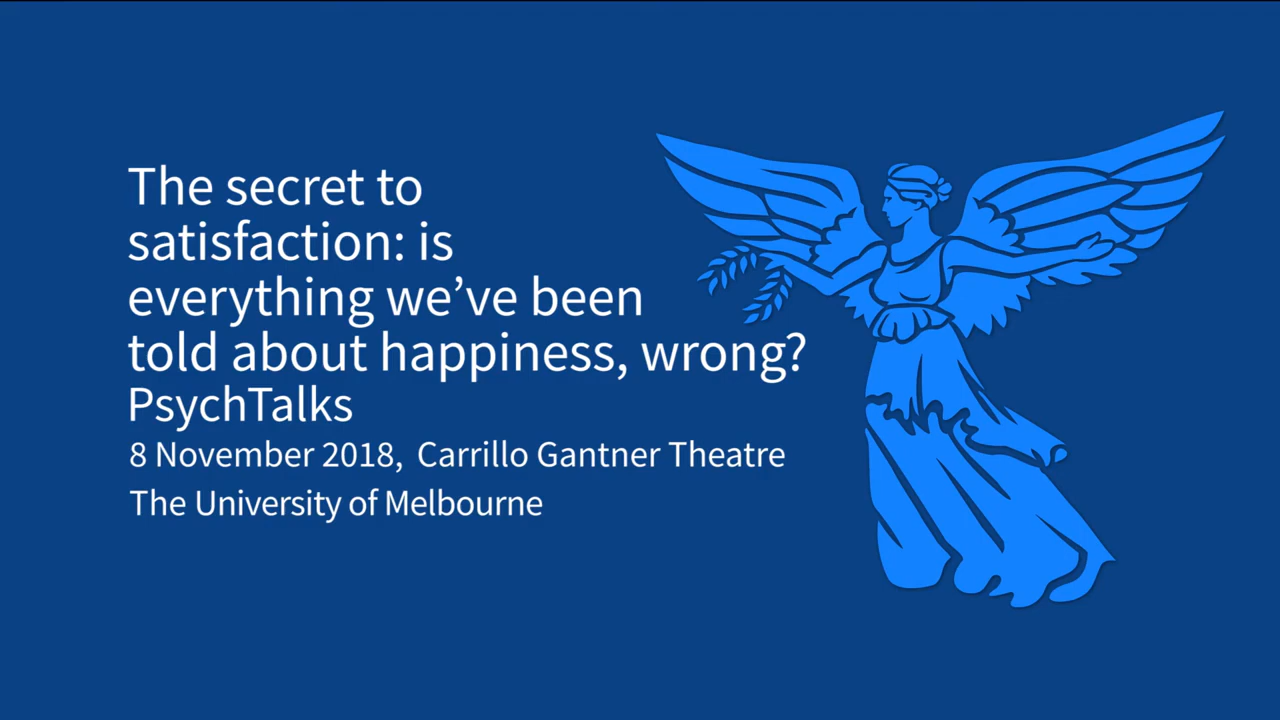 The secret to
satisfaction: is
everything we’ve been
told about happiness, wrong?
PsychTalks
8 November 2018, Carrillo Gantner Theatre
The University of Melbourne